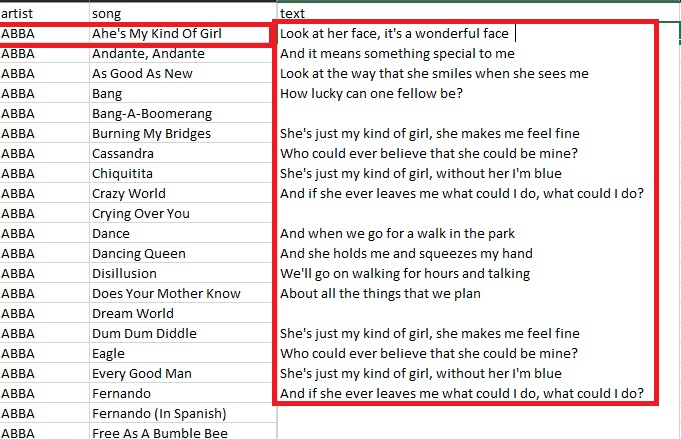 artist song text
ABBA Ahe's My Kind Of Girl Look at her face, it's a wonderful face
ABBA Andante, Andante And it means something special to me
ABBA As Good As New Look at the way that she smiles when she sees me
ABBA Bang How lucky can one fellow be?
ABBA Bang-A-Boomerang
ABBA Burning My Bridges She's just my kind of girl, she makes me feel fine
ABBA Cassandra Who could ever believe that she could be mine?
ABBA Chiquitita She's just my kind of girl, without her I'm blue
ABBA Crazy World And if she ever leaves me what could I do, what could I do?
ABBA Crying Over You
ABBA Dance And when we go for a walk in the park
ABBA Dancing Queen And she holds me and squeezes my hand
ABBA Disillusion We'll go on walking for hours and talking
ABBA Does Your Mother Know About all the things that we plan
ABBA Dream World
ABBA Dum Dum Diddle She's just my kind of girl, she makes me feel fine
ABBA Eagle Who could ever believe that she could be mine?
ABBA Every Good Man She's just my kind of girl, without her I'm blue
ABBA Fernando And if she ever leaves me what could I do, what could I do?
ABBA Fernando (In Spanish)
ABBA Free As A Bumble Bee